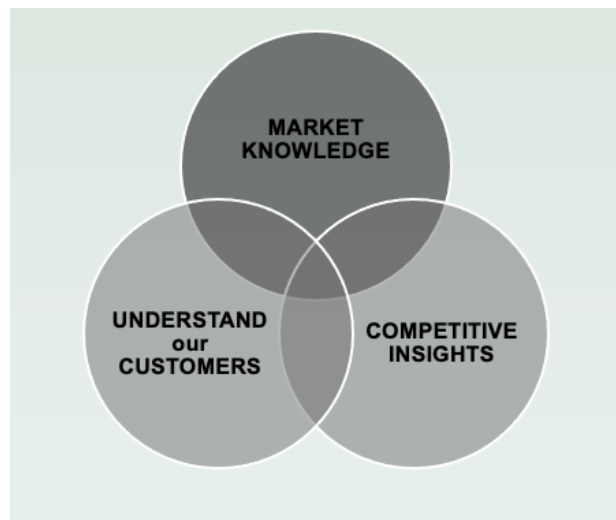 MARKET
KNOWLEDGE
UNDERSTAND
our
CUSTOMERS
COMPETITIVE
INSIGHTS